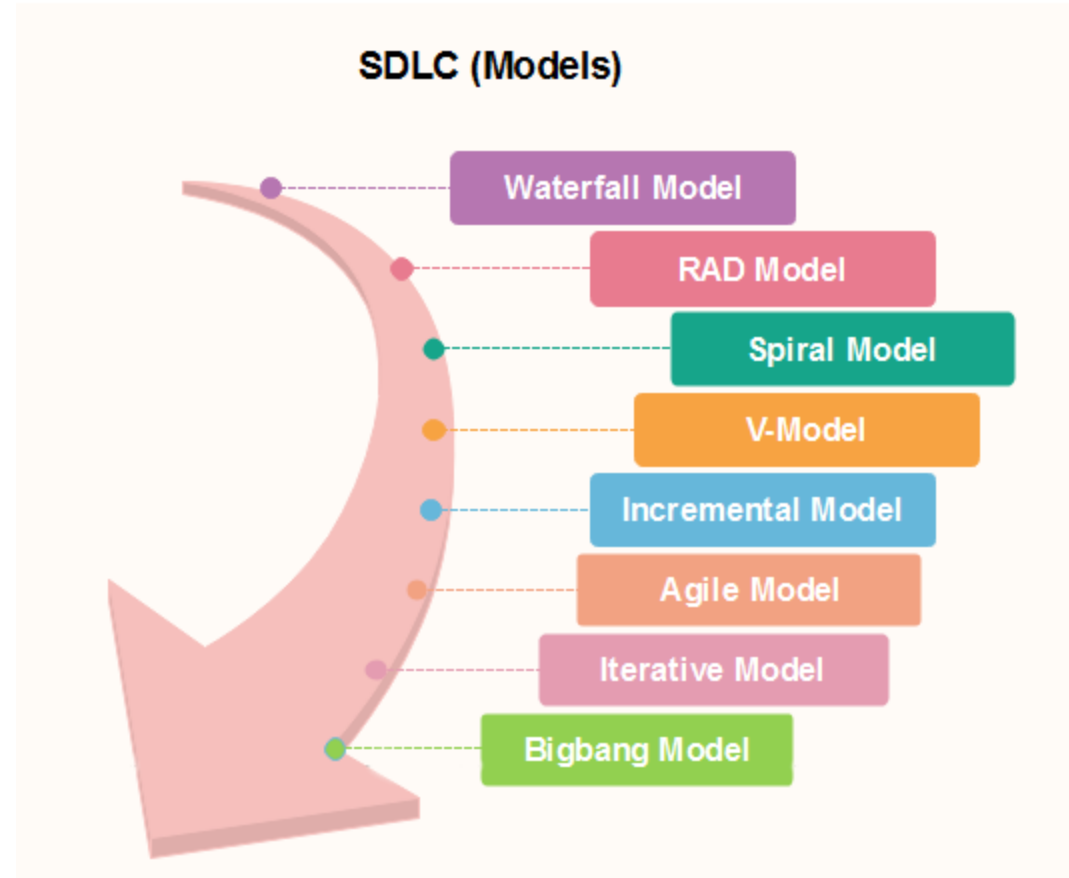 SDLC (Models)
Waterfall Model
RAD Model
Spiral Model
V-Model
Incremental Model
Agile Model
Iterative Model
Bigbang Model